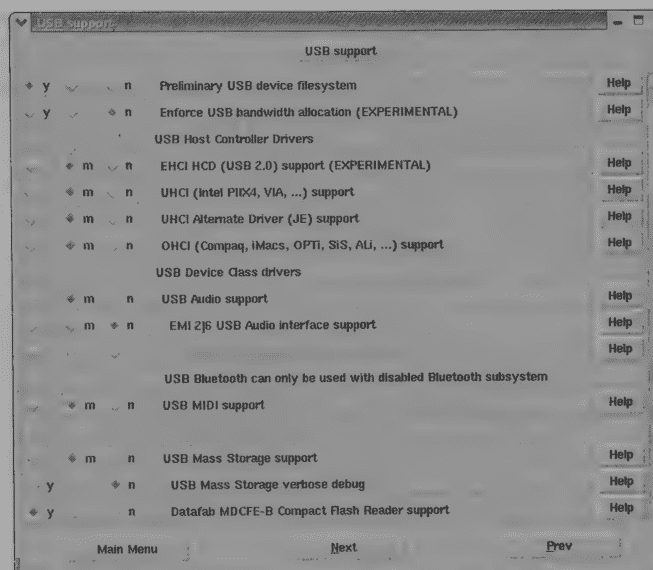 USB support
USB support
y n Preliminary USB device filesystem Help
y n Enforce USB bandwidth allocation (EXPERIMENTAL) Help
USB Host Controller Drivers
m n EHCI HCD (USB 2.0) support (EXPERIMENTAL) Help
m n UHCI (Intel PIIX4, VIA, ...) support Help
m n UHCI Alternate Driver (JE) support Help
m n OHCI (Compaq, iMacs, OPTi, SiS, ALi, ...) support Help
USB Device Class drivers
m n USB Audio support Help
m n EMI 2|6 USB Audio interface support Help
Help
USB Bluetooth can only be used with disabled Bluetooth subsystem
m n USB MIDI support Help
m n USB Mass Storage support Help
y n USB Mass Storage verbose debug Help
y n Datafab MDCFE-B Compact Flash Reader support Help
Main Menu Next Prev